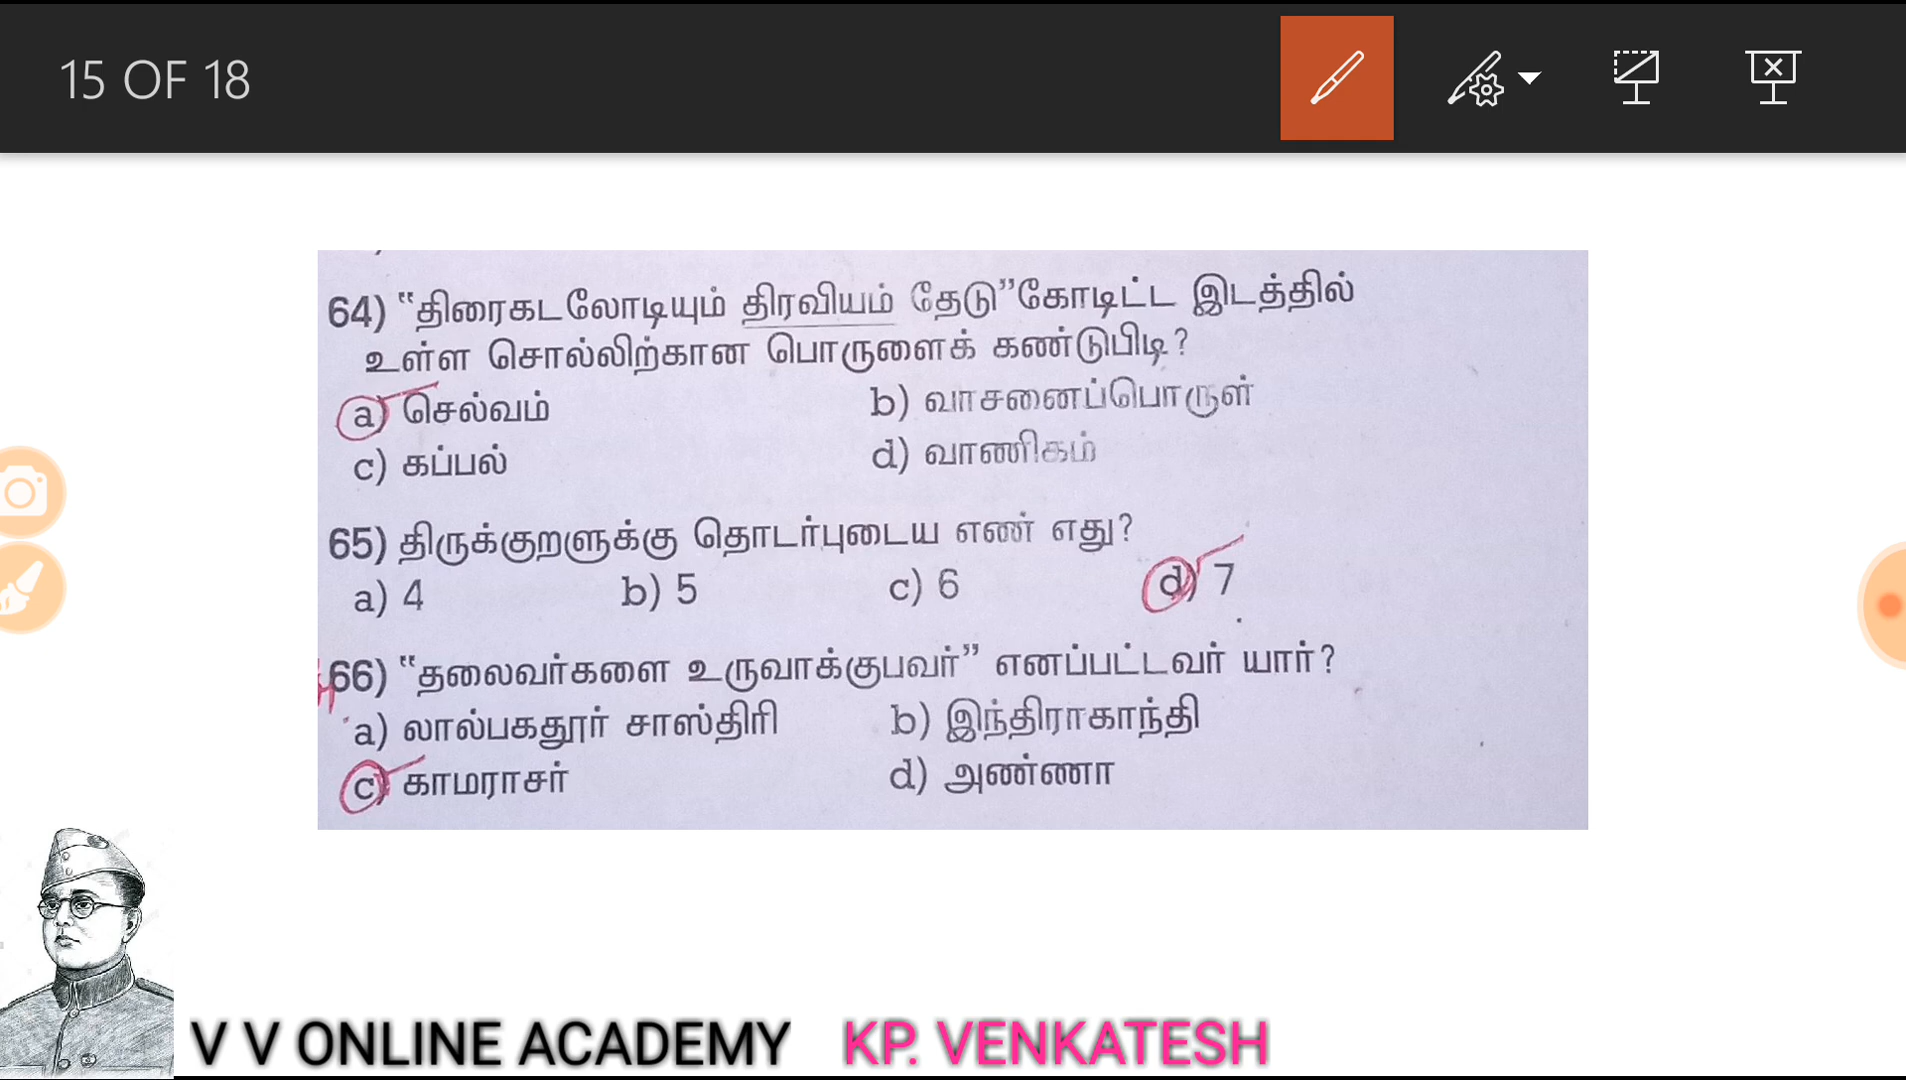 15 OF 18
64) "திரைகடலோடியும் திரவியம் தேடு"கோடிட்ட இடத்தில்
உள்ள சொல்லிற்கான பொருளைக் கண்டுபிடி?
a) செல்வம் b) வாசனைப்பொருள்
c) கப்பல் d) வாணிகம்
65) திருக்குறளுக்கு தொடர்புடைய எண் எது?
a) 4 b) 5 c) 6 d) 7
66) "தலைவர்களை உருவாக்குபவர்" எனப்பட்டவர் யார்?
a) லால்பகதூர் சாஸ்திரி b) இந்திராகாந்தி
c) காமராசர் d) அண்ணா
V V ONLINE ACADEMY KP. VENKATESH